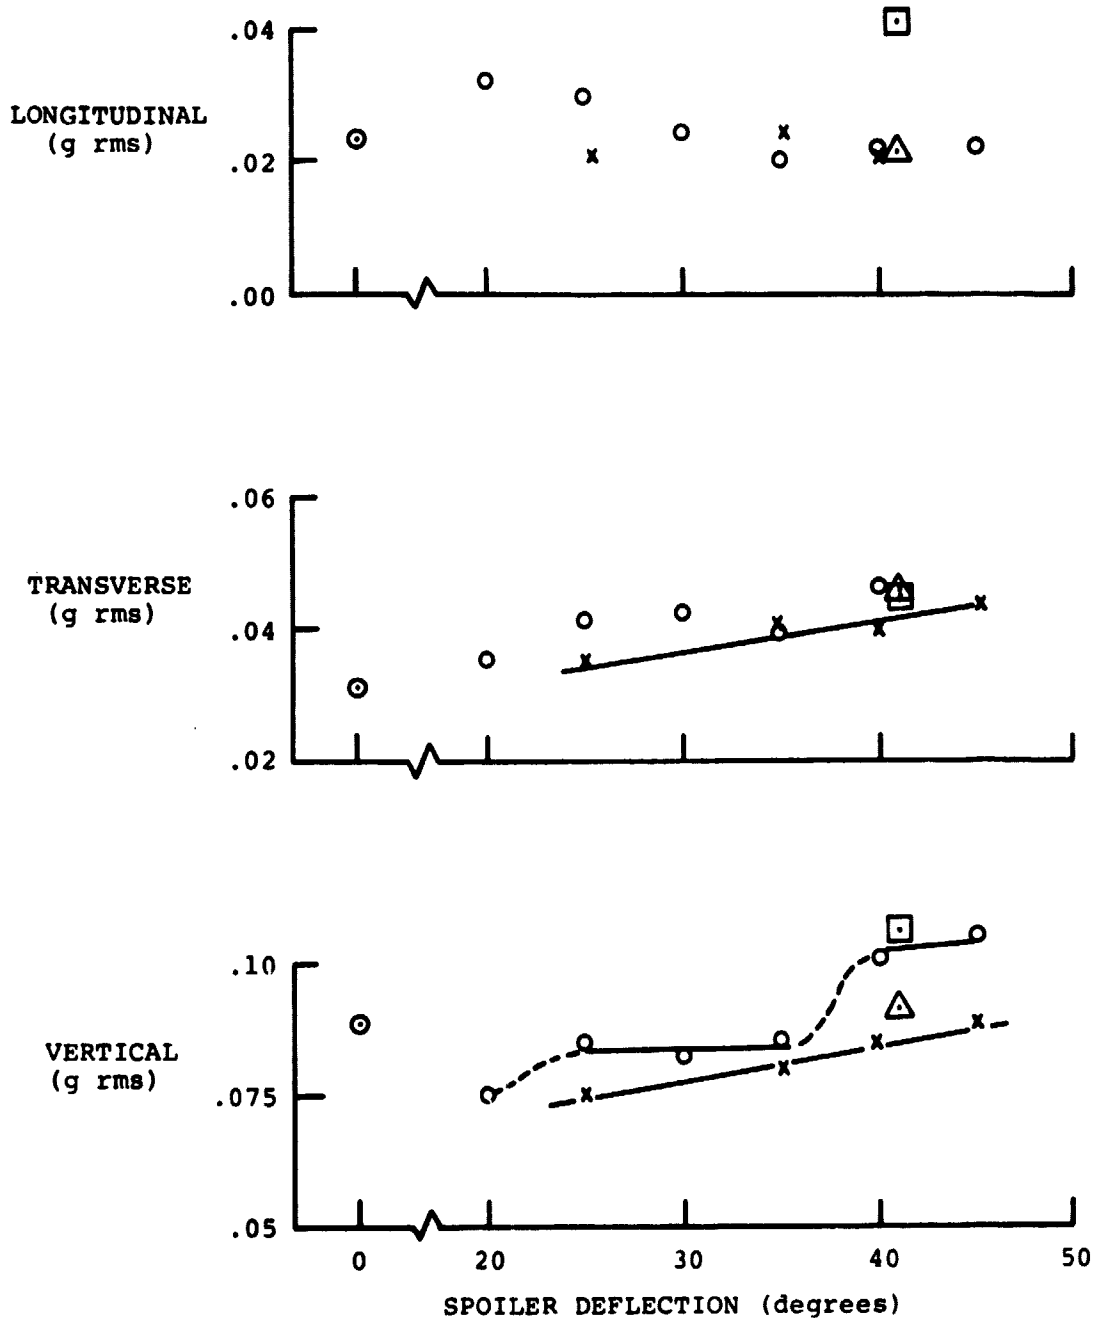 .04
LONGITUDINAL
(g rms)
.02
.00
.06
TRANSVERSE
(g rms)
.04
.02
.10
VERTICAL
(g rms)
.075
.05
0 20 30 40 50
SPOILER DEFLECTION (degrees)